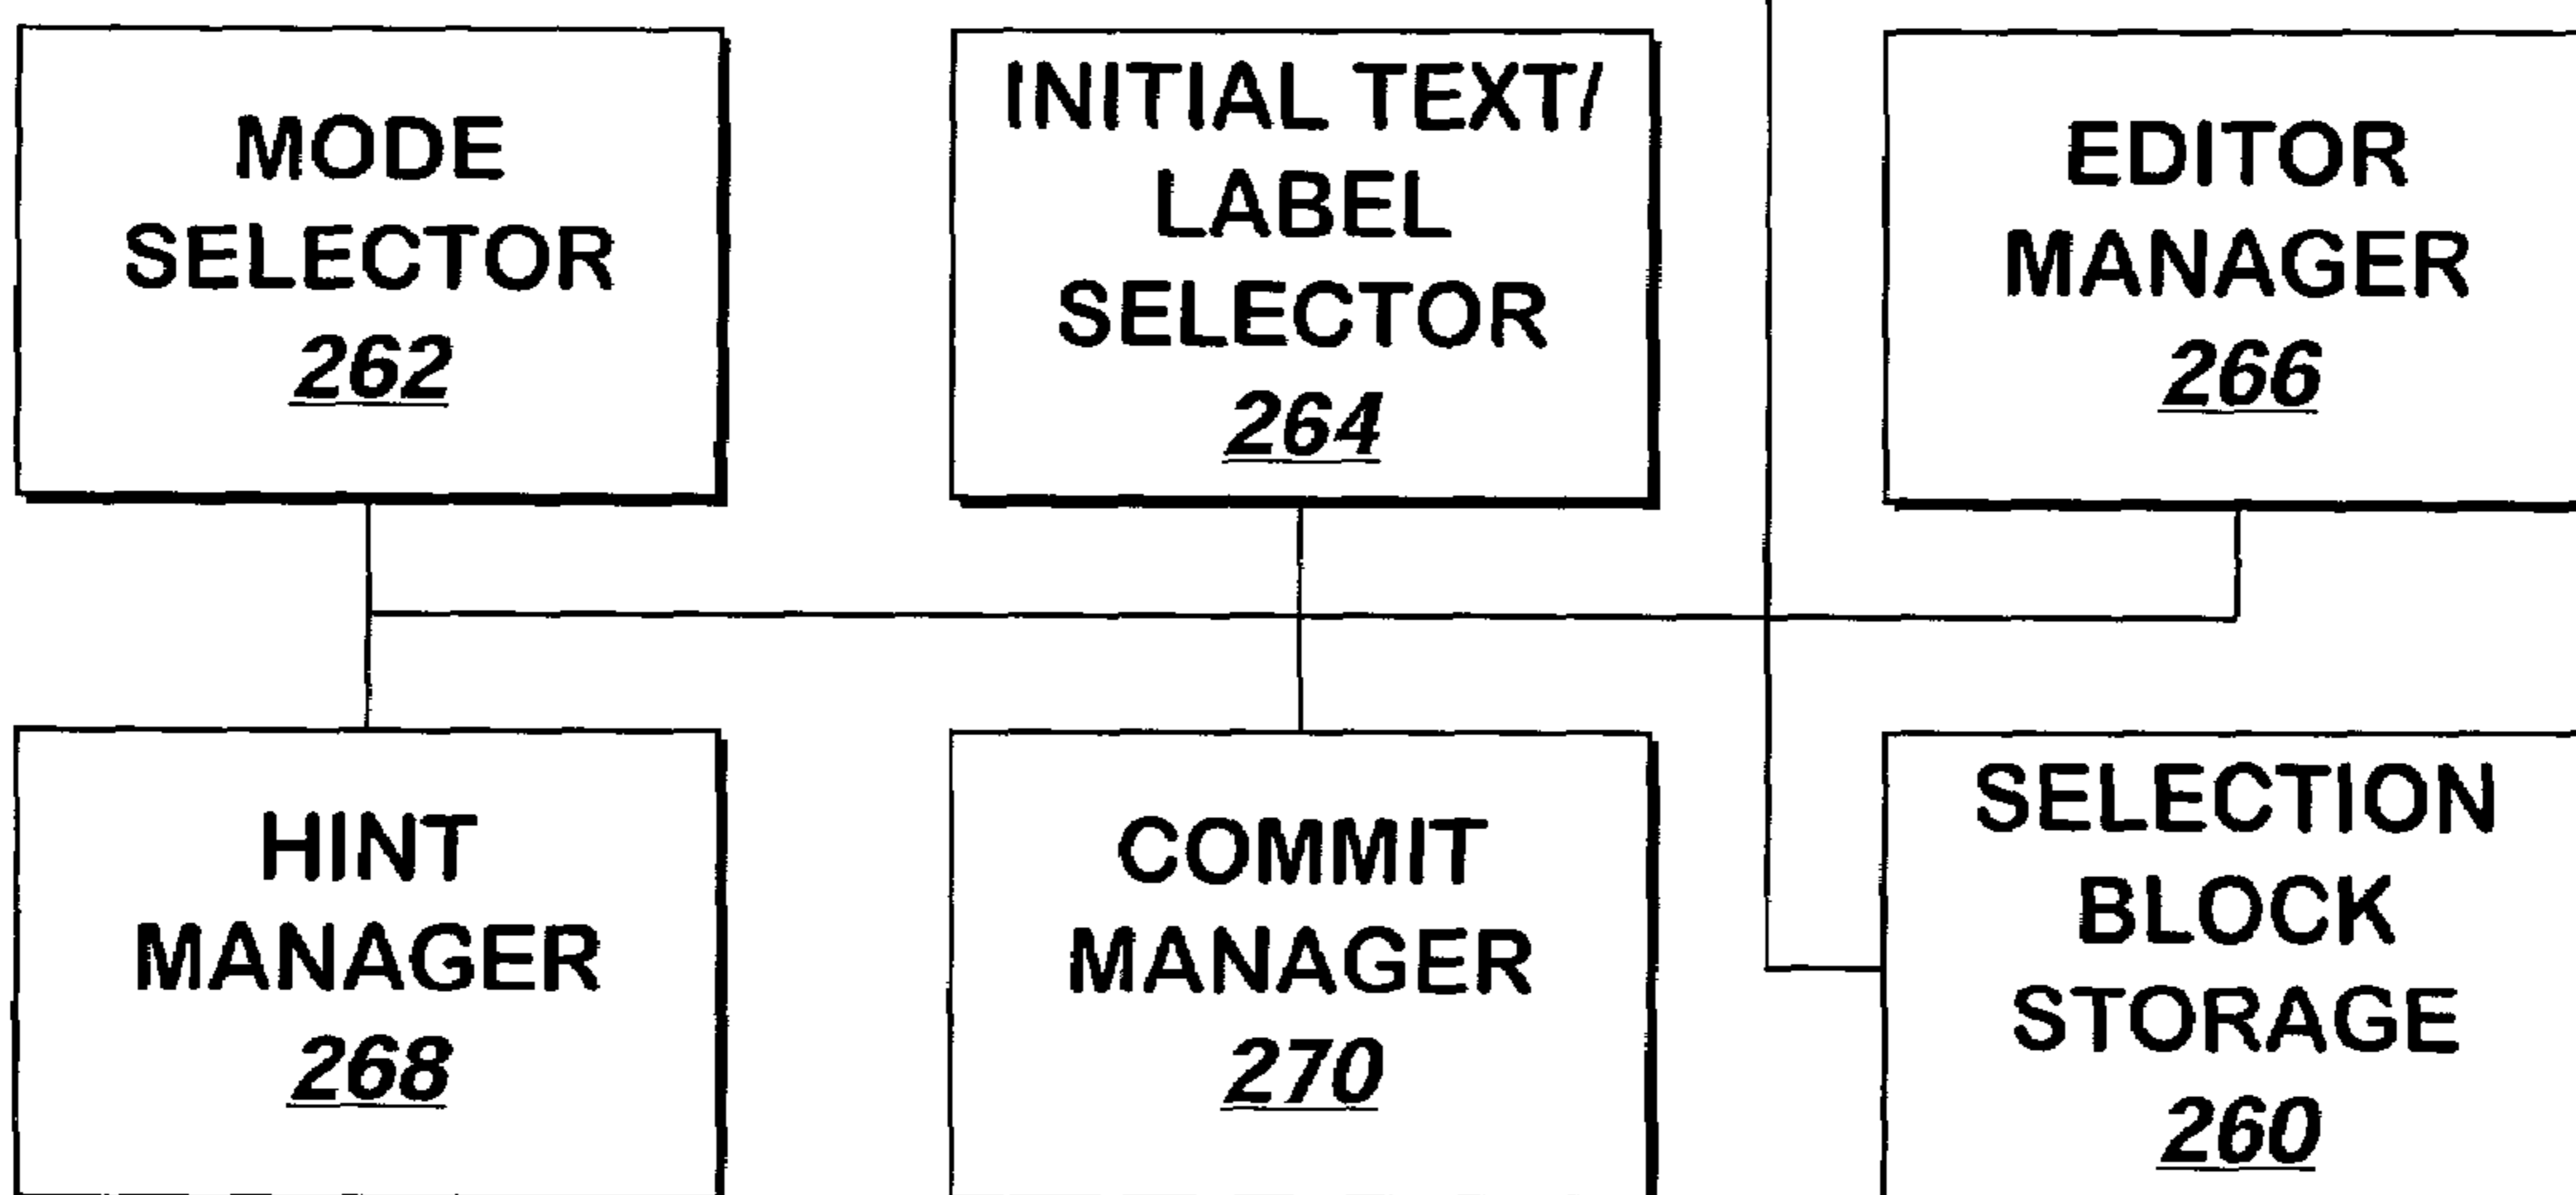 MODE
SELECTOR
262
INITIAL TEXT/
LABEL
SELECTOR
264
EDITOR
MANAGER
266
HINT
MANAGER
268
COMMIT
MANAGER
270
SELECTION
BLOCK
STORAGE
260